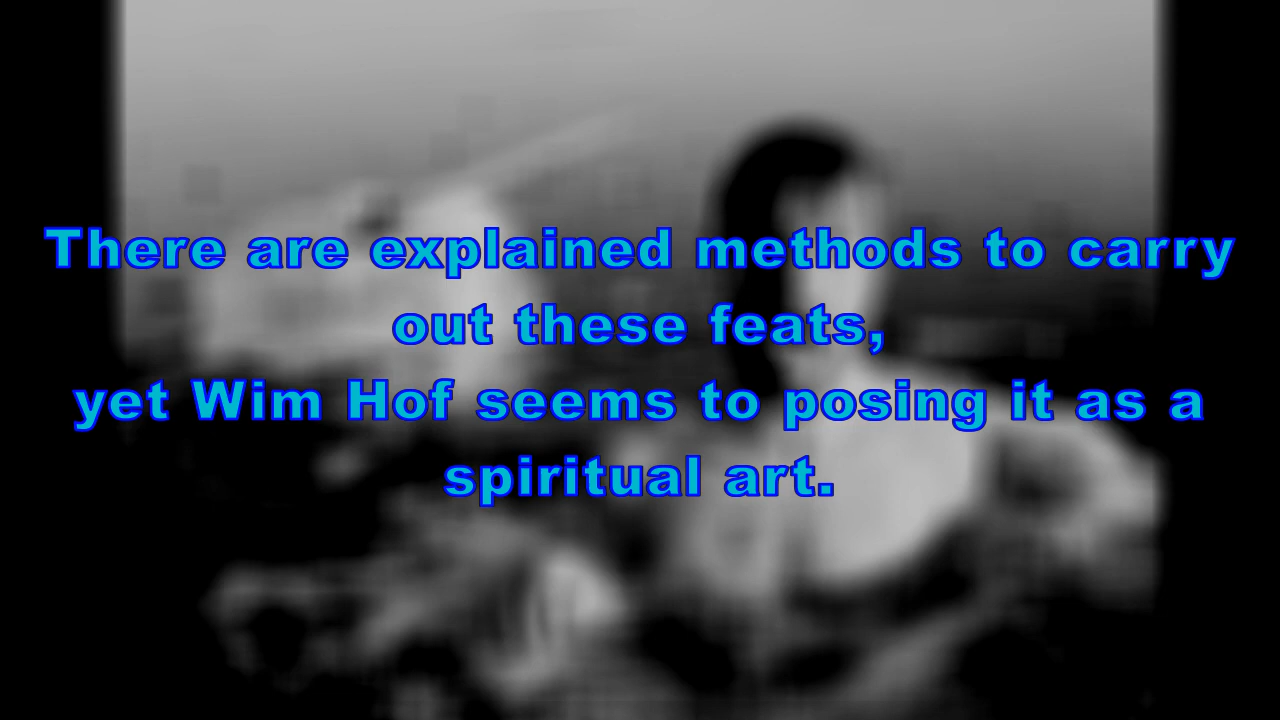 There are explained methods to carry
out these feats,
yet Wim Hof seems to posing it as a
spiritual art.